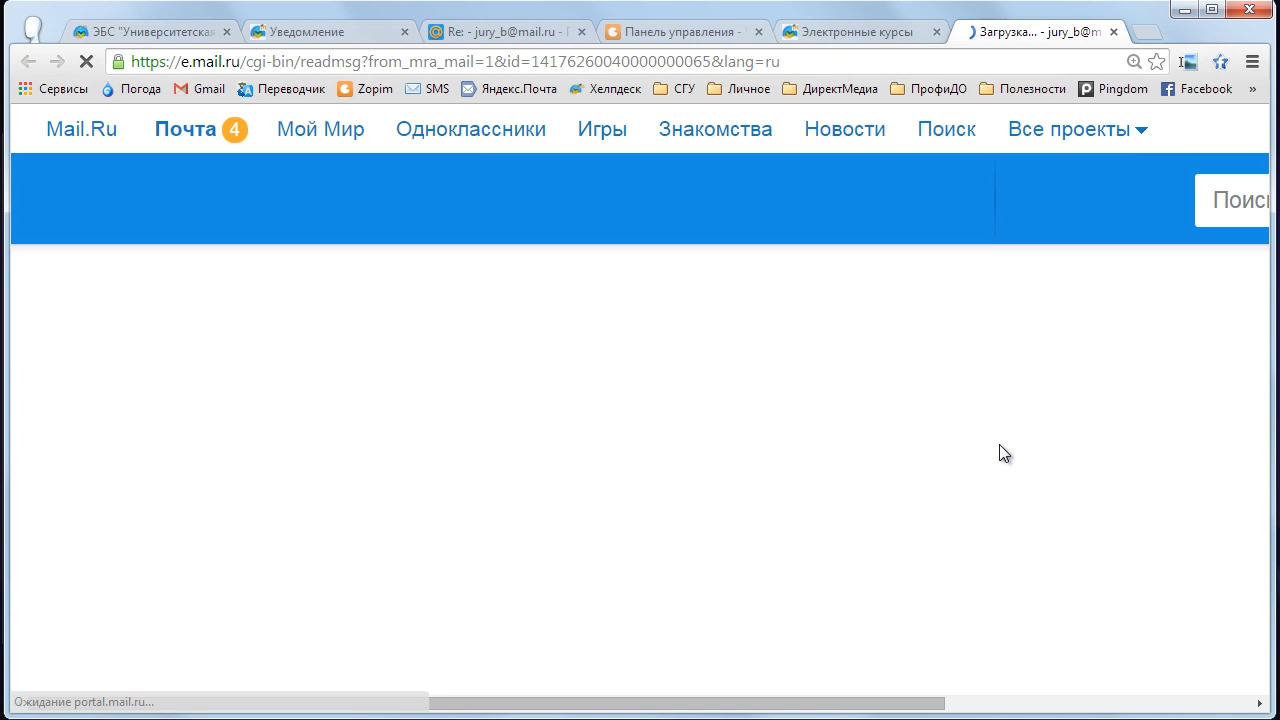 ЭБС "Университетская
Уведомление
Re: - jury_b@mail.ru - П
Панель управления -
Электронные курсы
Загрузка... - jury_b@m
https://e.mail.ru/cgi-bin/readmsg?from_mra_mail=1&id=14176260040000000065&lang=ru
Сервисы Погода Gmail Переводчик Zopim SMS Яндекс.Почта Хелпдеск СГУ Личное ДиректМедиа ПрофиДО Полезности Pingdom Facebook »
Mail.Ru Почта 4 Мой Мир Одноклассники Игры Знакомства Новости Поиск Все проекты
Поис
Ожидание portal.mail.ru...